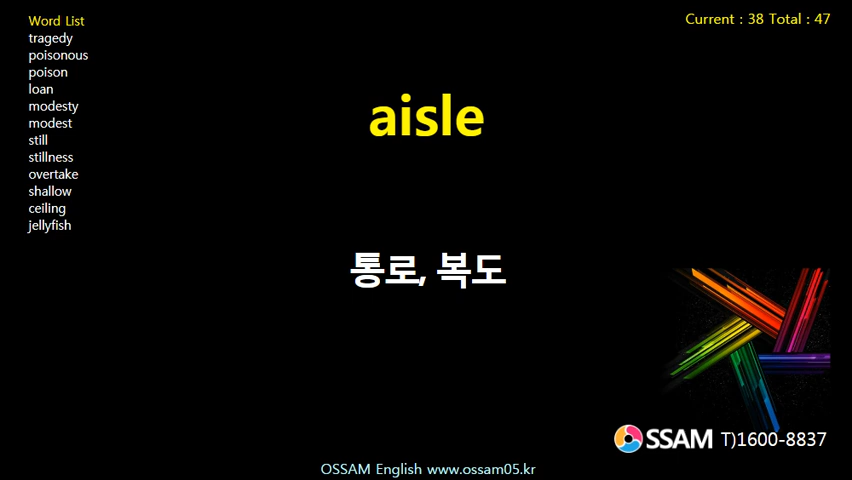 Word List
tragedy
poisonous
poison
loan
modesty
modest
still
stillness
overtake
shallow
ceiling
jellyfish
Current : 38 Total : 47
aisle
통로, 복도
OSSAM T)1600-8837
OSSAM English www.ossam05.kr